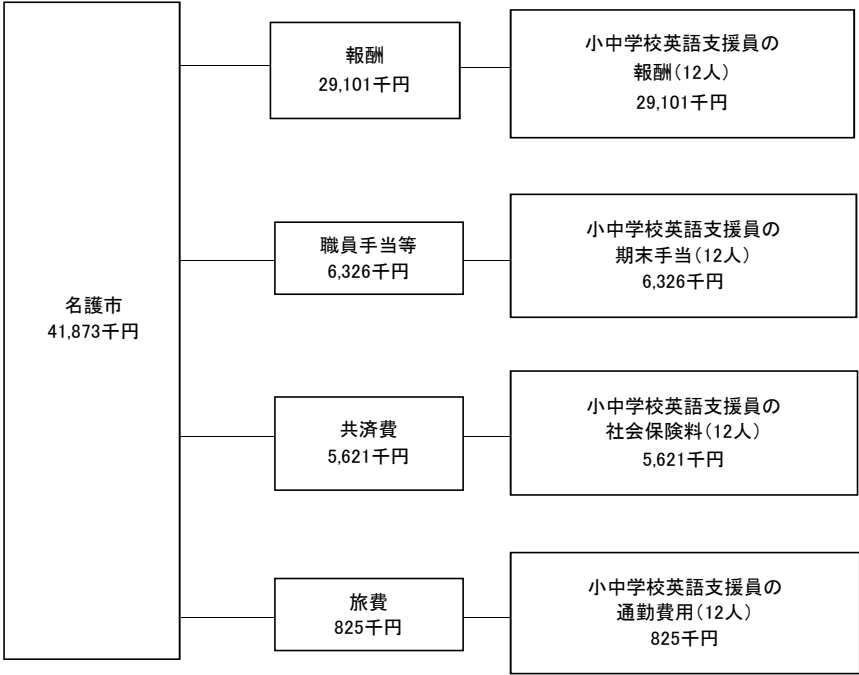 名護市
41,873千円
報酬
29,101千円
小中学校英語支援員の
報酬(12人)
29,101千円
職員手当等
6,326千円
小中学校英語支援員の
期末手当(12人)
6,326千円
共済費
5,621千円
小中学校英語支援員の
社会保険料(12人)
5,621千円
旅費
825千円
小中学校英語支援員の
通勤費用(12人)
825千円